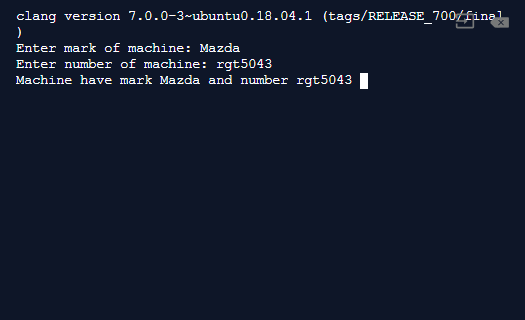 clang version 7.0.0-3~ubuntu0.18.04.1 (tags/RELEASE_700/final
)
Enter mark of machine: Mazda
Enter number of machine: rgt5043
Machine have mark Mazda and number rgt5043